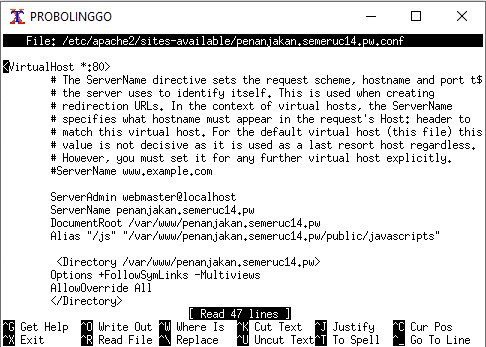 PROBOLINGGO
File: /etc/apache2/sites-available/penanjakan.semeruc14.pw.conf
<VirtualHost *:80>
# The ServerName directive sets the request scheme, hostname and port t$
# the server uses to identify itself. This is used when creating
# redirection URLs. In the context of virtual hosts, the ServerName
# specifies what hostname must appear in the request's Host: header to
# match this virtual host. For the default virtual host (this file) this
# value is not decisive as it is used as a last resort host regardless.
# However, you must set it for any further virtual host explicitly.
#ServerName www.example.com
ServerAdmin webmaster@localhost
ServerName penanjakan.semeruc14.pw
DocumentRoot /var/www/penanjakan.semeruc14.pw
Alias "/js" "/var/www/penanjakan.semeruc14.pw/public/javascripts"
<Directory /var/www/penanjakan.semeruc14.pw>
Options +FollowSymLinks -Multiviews
AllowOverride All
</Directory>
[ Read 47 lines ]
^G Get Help ^O Write Out ^W Where Is ^K Cut Text ^J Justify ^C Cur Pos
^X Exit ^R Read File ^\ Replace ^U Uncut Text ^T To Spell ^_ Go To Line